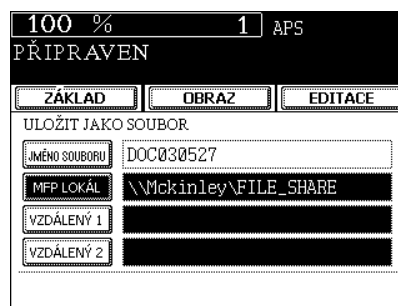 100 % 1 APS
PŘIPRAVEN
ZÁKLAD OBRAZ EDITACE
ULOŽIT JAKO SOUBOR
JMÉNO SOUBORU DOC030527
MFP LOKÁL \\Mckinley\FILE_SHARE
VZDÁLENÝ 1
VZDÁLENÝ 2